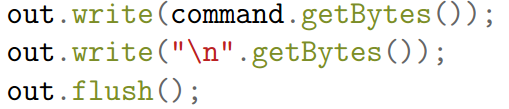 out.write(command.getBytes());
out.write("\n".getBytes());
out.flush();